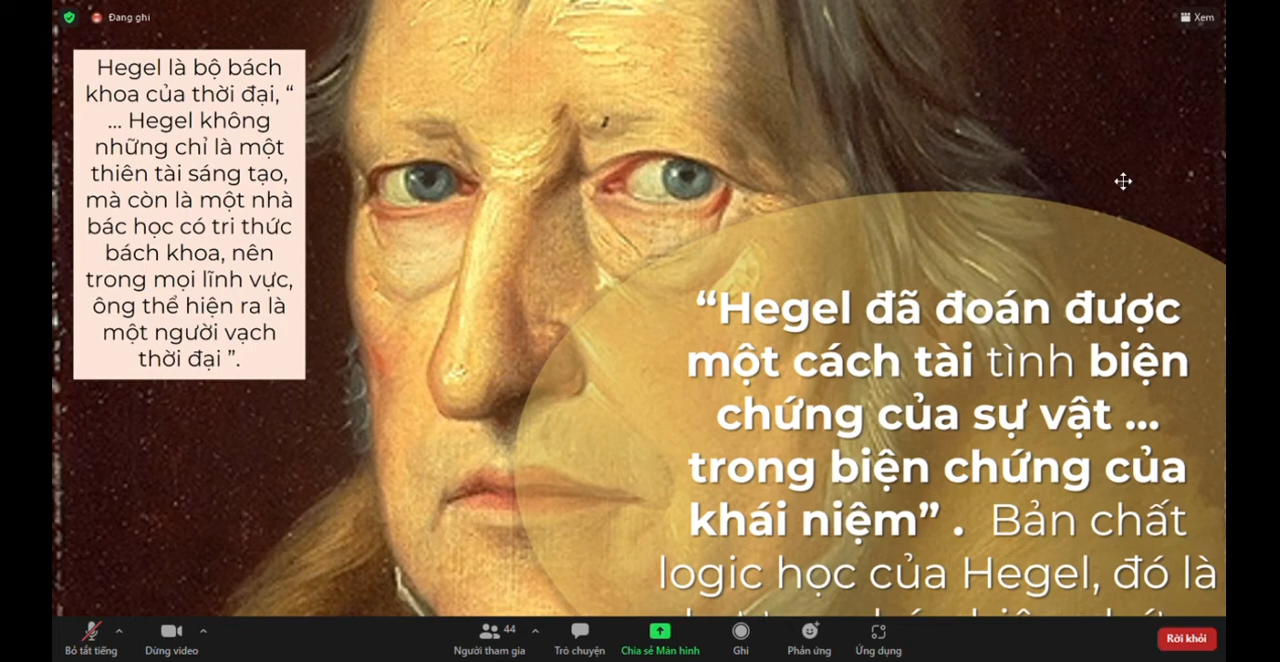 Đang ghi
Xem
Hegel là bộ bách
khoa của thời đại, “
... Hegel không
những chỉ là một
thiên tài sáng tạo,
mà còn là một nhà
bác học có tri thức
bách khoa, nên
trong mọi lĩnh vực,
ông thể hiện ra là
một người vạch
thời đại ”.
“Hegel đã đoán được
một cách tài tình biện
chứng của sự vật ...
trong biện chứng của
khái niệm” . Bản chất
logic học của Hegel, đó là
Bỏ tắt tiếng
Dừng video
44
Người tham gia
Trò chuyện
Chia sẻ Màn hình
Ghi
Phản ứng
Ứng dụng
Rời khỏi